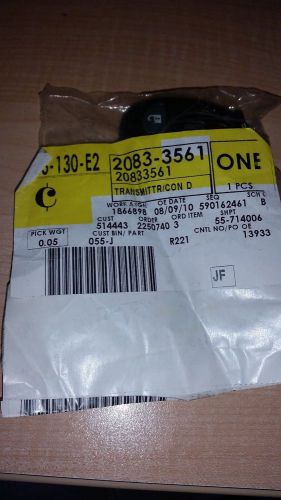 -130-E2
2083-3561
20833561
TRANSMITTR/CON D
ONE
1 PCS
WORK ASGN OE DATE SEQ SCH C
1866898 08/09/10 590162461 B
CUST ORDER ORD ITEM SHPT
514443 2250740 3 55-714006
PICK WGT
0.05
CUST BIN/ PART CNTL NO/PO OE
055-J R221 13933
JF